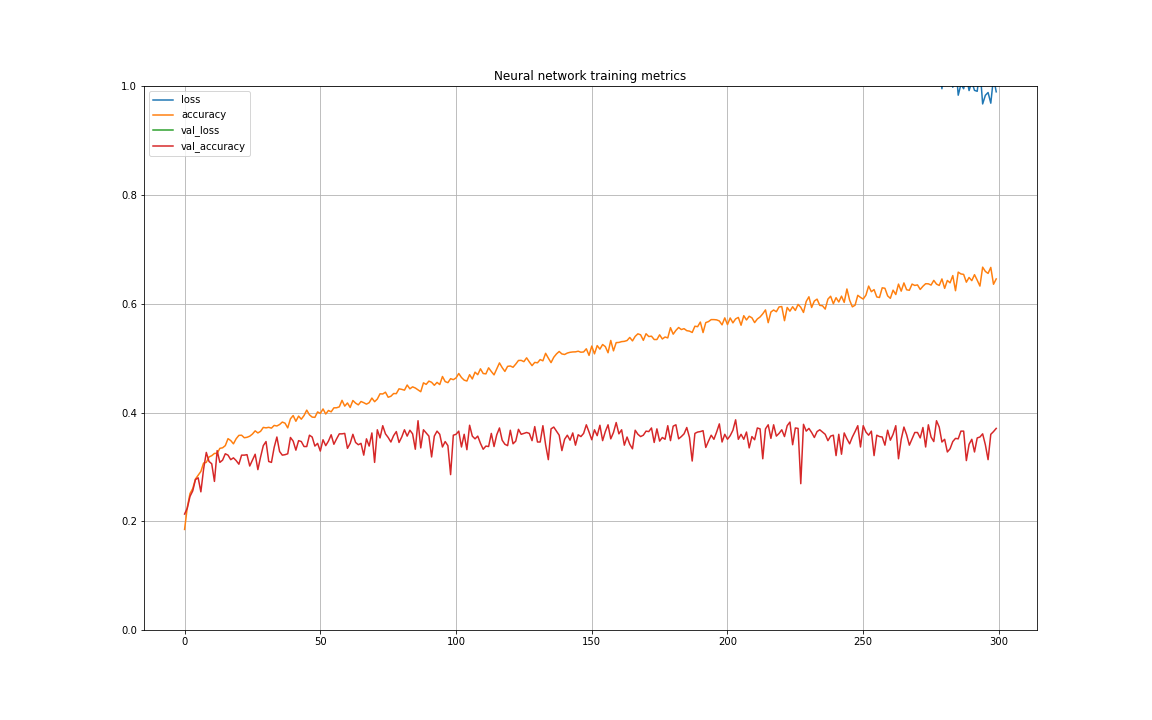 Neural network training metrics
1.0
loss
accuracy
val_loss
val_accuracy
0.8
0.6
0.4
0.2
0.0
0 50 100 150 200 250 300